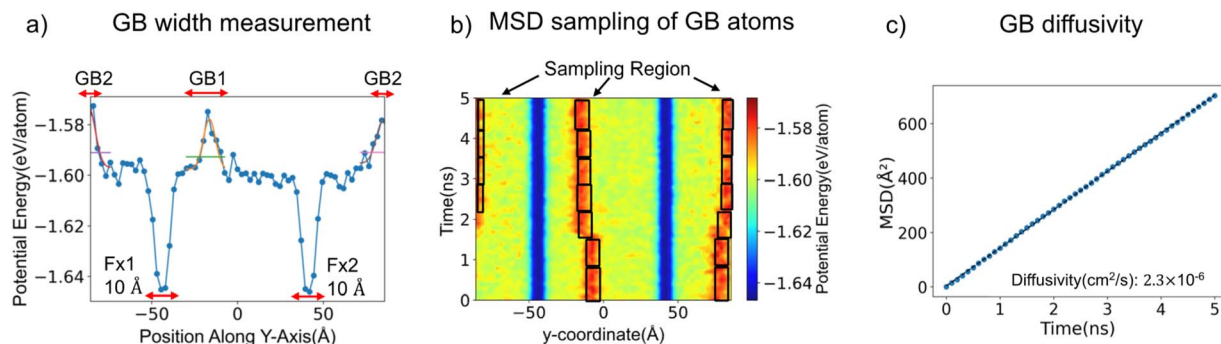 a) GB width measurement
GB2 GB1 GB2
Potential Energy(eV/atom)
−1.58
−1.60
−1.62
−1.64
Fx1
10 Å
Fx2
10 Å
−50 0 50
Position Along Y-Axis(Å)
b) MSD sampling of GB atoms
Sampling Region
Time(ns)
5
4
3
2
1
0
−50 0 50
y-coordinate(Å)
−1.58
−1.60
−1.62
−1.64
Potential Energy(eV/atom)
c) GB diffusivity
MSD(Å²)
600
400
200
0
Diffusivity(cm²/s): 2.3×10⁻⁶
0 1 2 3 4 5
Time(ns)